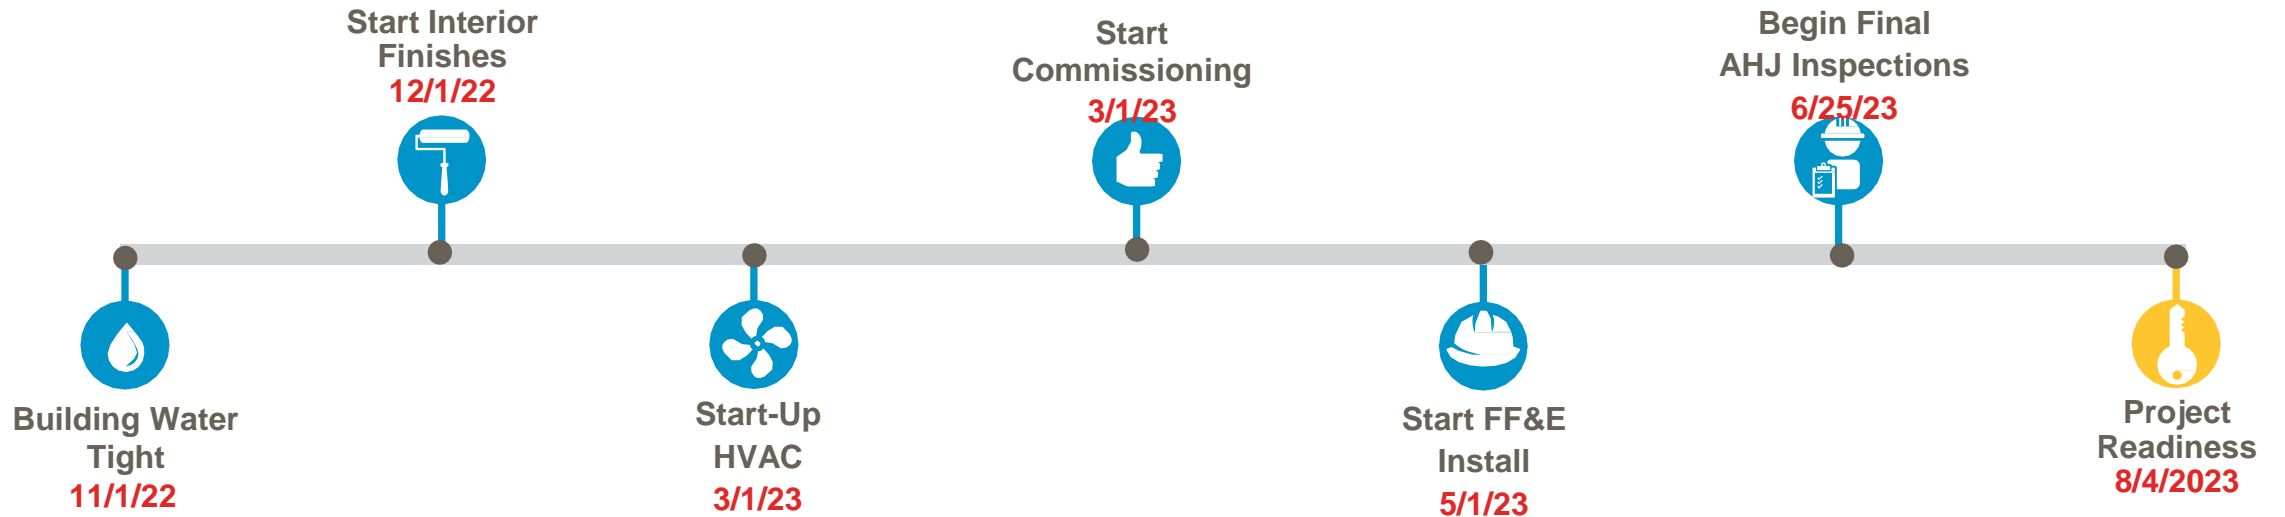 Building Water
Tight
11/1/22
Start Interior
Finishes
12/1/22
Start-Up
HVAC
3/1/23
Start
Commissioning
3/1/23
Start FF&E
Install
5/1/23
Begin Final
AHJ Inspections
6/25/23
Project
Readiness
8/4/2023